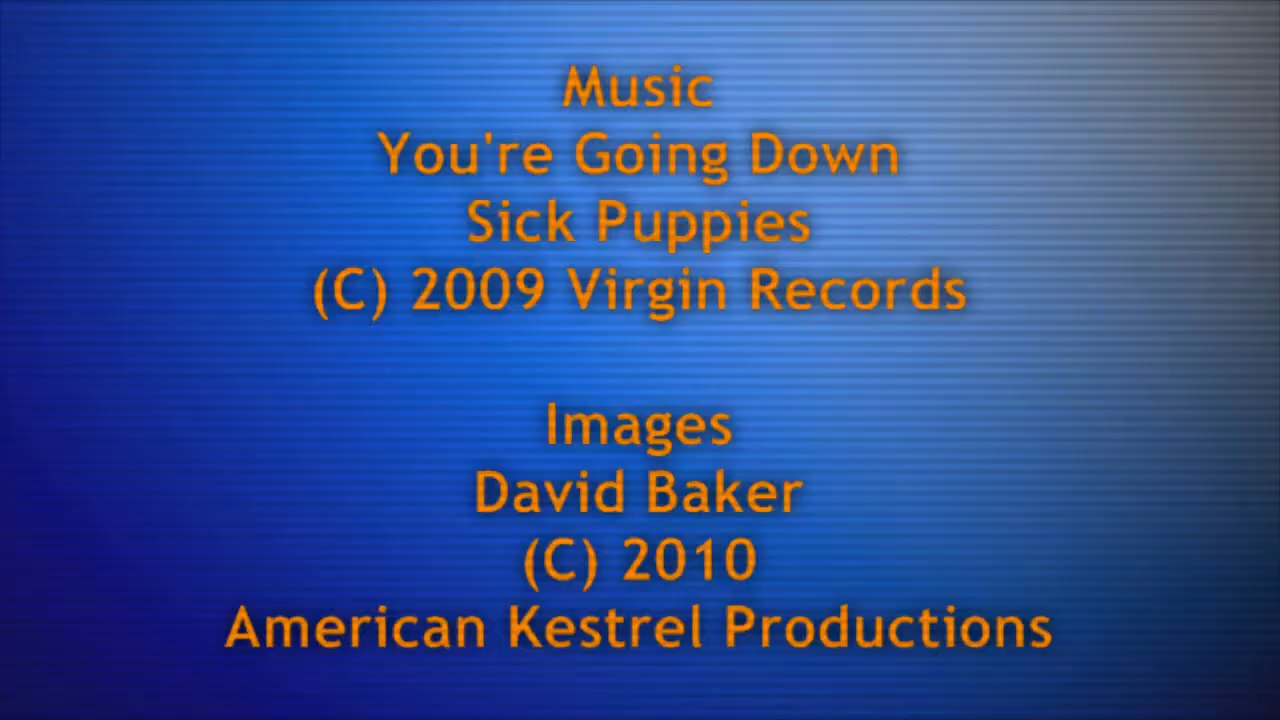 Music
You're Going Down
Sick Puppies
(C) 2009 Virgin Records
Images
David Baker
(C) 2010
American Kestrel Productions